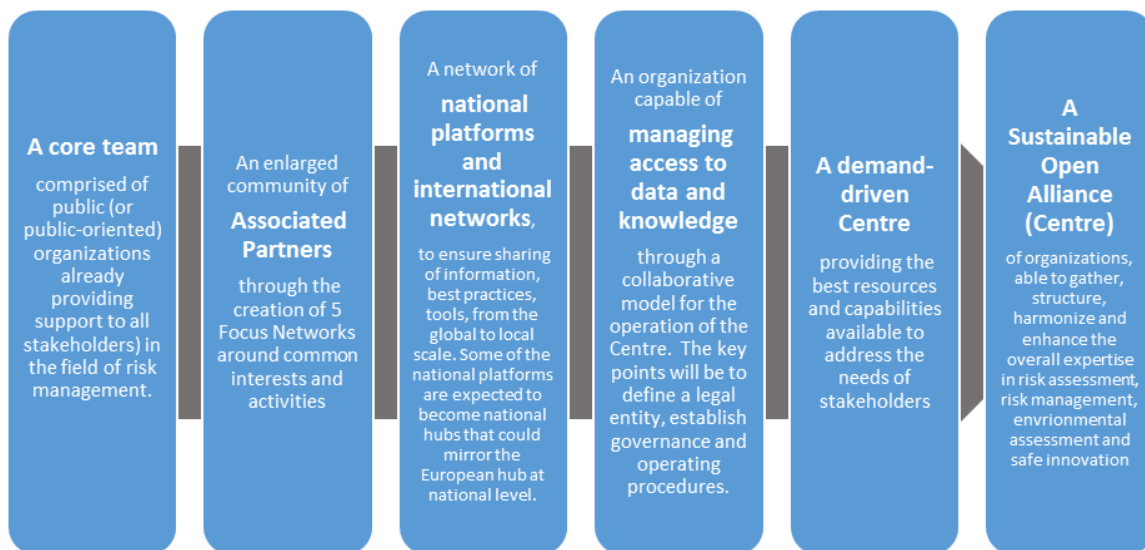 A core team
comprised of
public (or
public-oriented)
organizations
already
providing
support to all
stakeholders) in
the field of risk
management.
An enlarged
community of
Associated
Partners
through the
creation of 5
Focus Networks
around common
interests and
activities
A network of
national
platforms
and
international
networks,
to ensure sharing
of information,
best practices,
tools, from the
global to local
scale. Some of the
national platforms
are expected to
become national
hubs that could
mirror the
European hub at
national level.
An organization
capable of
managing
access to
data and
knowledge
through a
collaborative
model for the
operation of the
Centre. The key
points will be to
define a legal
entity, establish
governance and
operating
procedures.
A demand-
driven
Centre
providing the
best resources
and capabilities
available to
address the
needs of
stakeholders
A
Sustainable
Open
Alliance
(Centre)
of organizations,
able to gather,
structure,
harmonize and
enhance the
overall expertise
in risk assessment,
risk management,
envrionmental
assessment and
safe innovation